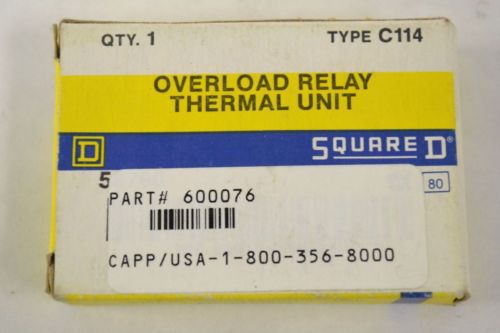 QTY. 1 TYPE C114
OVERLOAD RELAY
THERMAL UNIT
D SQUARE D®
5
80
PART# 600076
CAPP/USA-1-800-356-8000